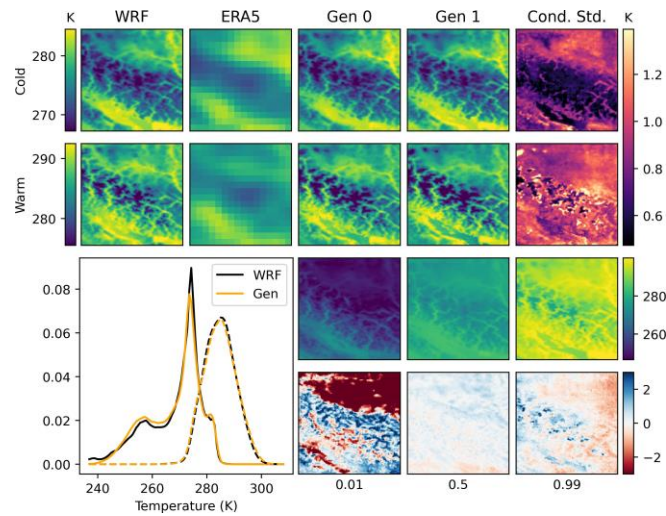 K WRF ERA5 Gen 0 Gen 1 Cond. Std. K
Cold
280
270
1.4
1.2
1.0
0.8
0.6
Warm
290
280
WRF
Gen
0.08
0.06
0.04
0.02
0.00
240 260 280 300
Temperature (K)
280
260
2
0
−2
0.01 0.5 0.99